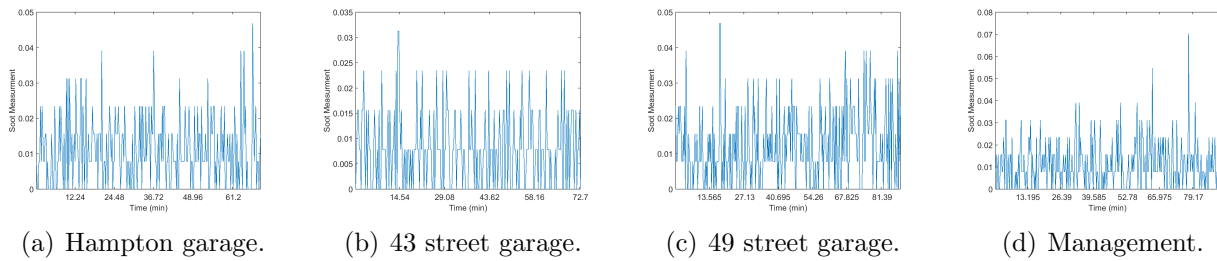 0.05
0.04
0.03
0.02
0.01
0
Soot Measurment
12.24 24.48 36.72 48.96 61.2
Time (min)
(a) Hampton garage.
0.035
0.03
0.025
0.02
0.015
0.01
0.005
0
Soot Measurment
14.54 29.08 43.62 58.16 72.7
Time (min)
(b) 43 street garage.
0.05
0.04
0.03
0.02
0.01
0
Soot Measurment
13.565 27.13 40.695 54.26 67.825 81.39
Time (min)
(c) 49 street garage.
0.08
0.07
0.06
0.05
0.04
0.03
0.02
0.01
0
Soot Measurment
13.195 26.39 39.585 52.78 65.975 79.17
Time (min)
(d) Management.